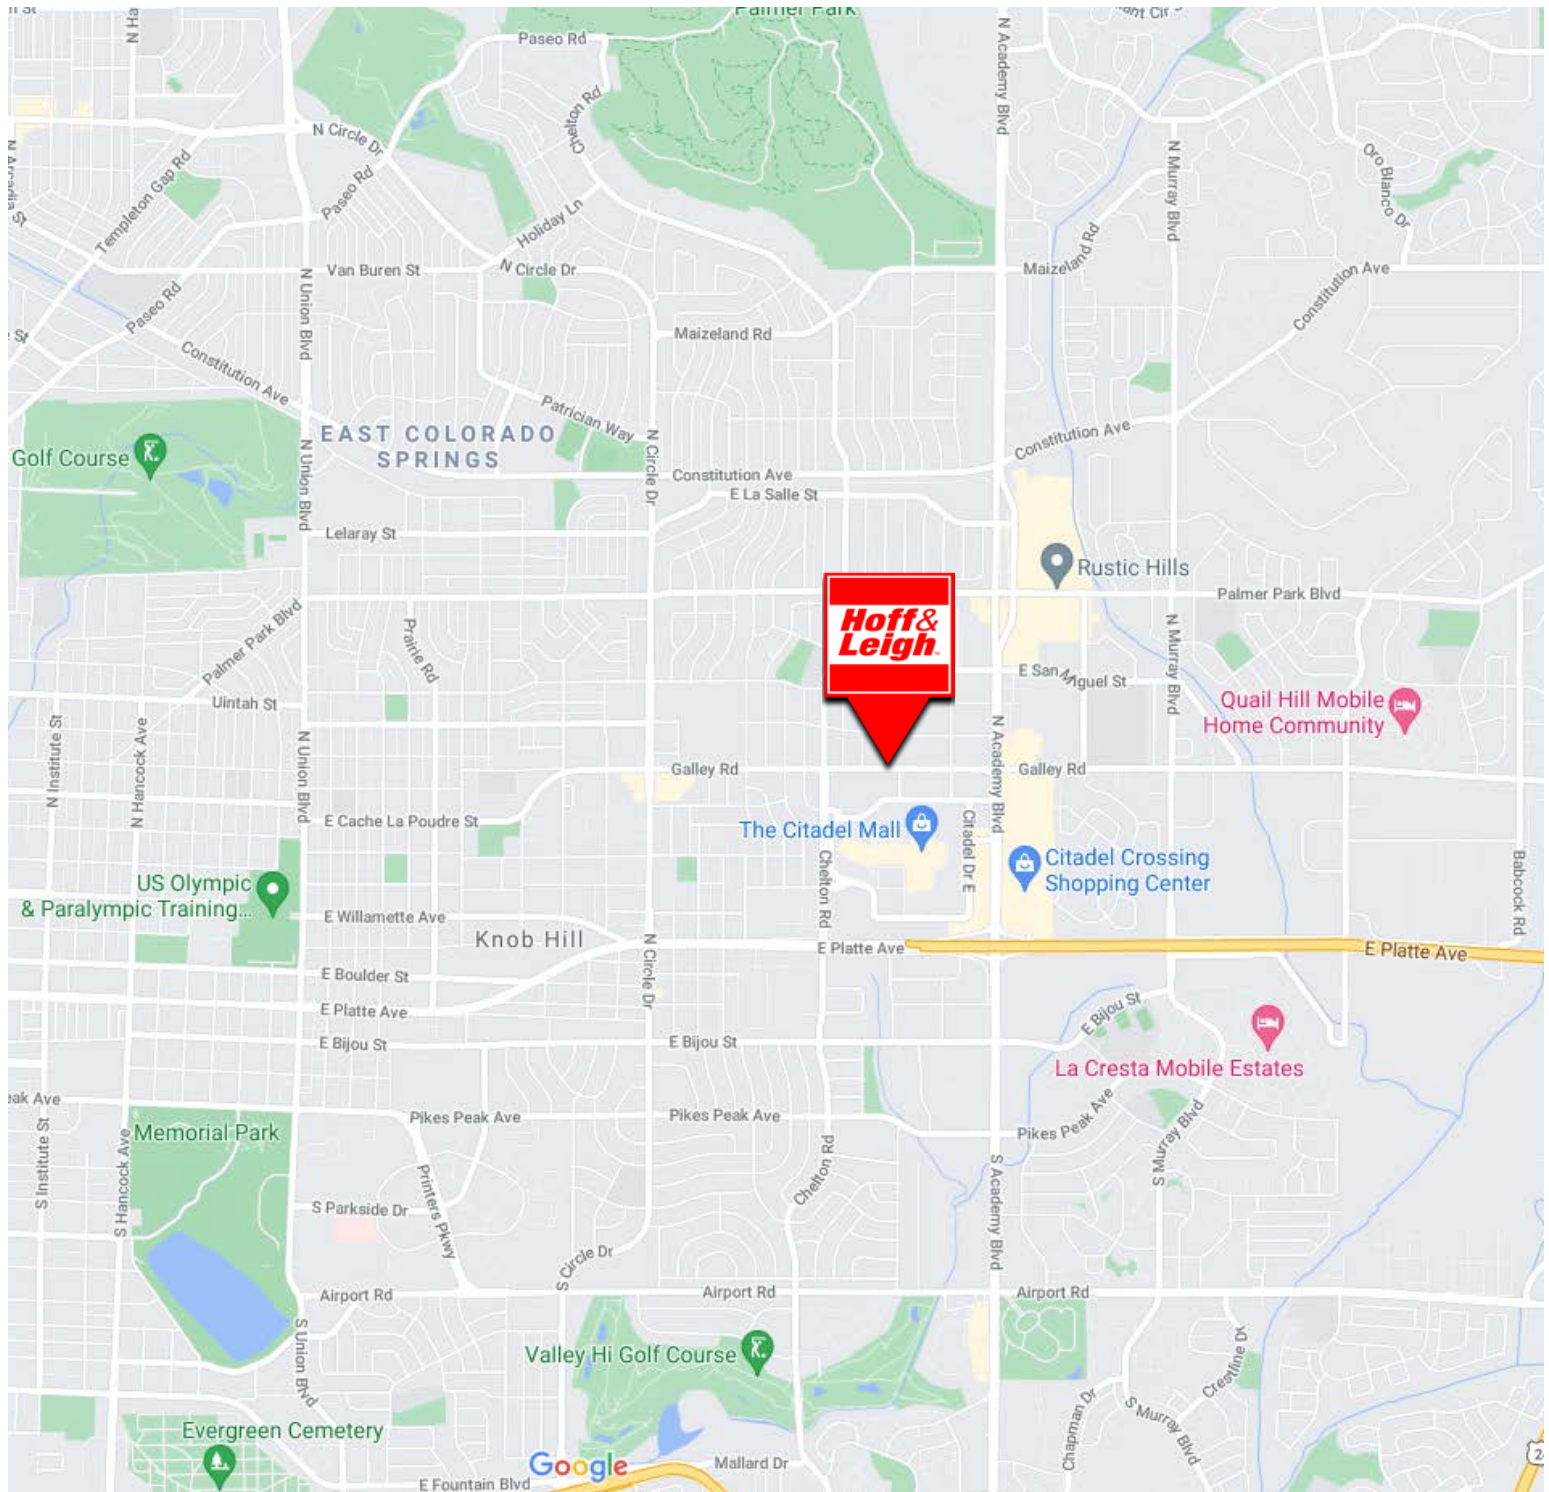 Palmer Park
Paseo Rd
N Academy Blvd
Chelton Rd
N Circle Dr
Templeton Gap Rd
Paseo Rd
N Murray Blvd
Oro Blanco Dr
Holiday Ln
Van Buren St
N Circle Dr
Maizeland Rd
Constitution Ave
N Union Blvd
Paseo Rd
Maizeland Rd
Constitution Ave
Patrician Way
EAST COLORADO
SPRINGS
Golf Course
N Union Blvd
N Circle Dr
Constitution Ave
Constitution Ave
E La Salle St
Lelaray St
Rustic Hills
Palmer Park Blvd
Hoff&
Leigh
Palmer Park Blvd
Prairie Rd
N Murray Blvd
E San Miguel St
Uintah St
Quail Hill Mobile
Home Community
N Institute St
N Hancock Ave
N Union Blvd
N Academy Blvd
Galley Rd
Galley Rd
E Cache La Poudre St
The Citadel Mall
Citadel Dr E
Citadel Crossing
Shopping Center
Chelton Rd
Babcock Rd
US Olympic
& Paralympic Training...
E Willamette Ave
Knob Hill
N Circle Dr
E Platte Ave
E Platte Ave
E Boulder St
E Platte Ave
E Bijou St
E Bijou St
E Bijou St
La Cresta Mobile Estates
Pikes Peak Ave
Pikes Peak Ave
Pikes Peak Ave
Memorial Park
S Institute St
S Hancock Ave
Printers Pkwy
Chelton Rd
S Academy Blvd
S Murray Blvd
S Parkside Dr
S Circle Dr
Airport Rd
Airport Rd
Airport Rd
S Union Blvd
Valley Hi Golf Course
Crestline Dr
Chapman Dr
S Murray Blvd
Evergreen Cemetery
Google
Mallard Dr
E Fountain Blvd